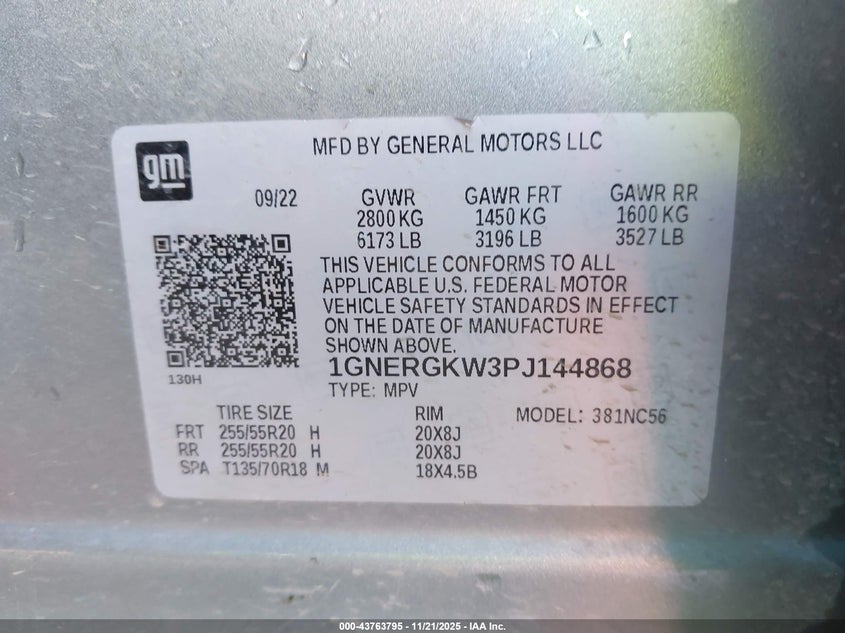 MFD BY GENERAL MOTORS LLC
gm
09/22 GVWR GAWR FRT GAWR RR
2800 KG 1450 KG 1600 KG
6173 LB 3196 LB 3527 LB
THIS VEHICLE CONFORMS TO ALL
APPLICABLE U.S. FEDERAL MOTOR
VEHICLE SAFETY STANDARDS IN EFFECT
ON THE DATE OF MANUFACTURE
SHOWN ABOVE.
1GNERGKW3PJ144868
130H
TYPE: MPV
TIRE SIZE RIM MODEL: 381NC56
FRT 255/55R20 H 20X8J
RR 255/55R20 H 20X8J
SPA T135/70R18 M 18X4.5B
000-43763795 - 11/21/2025 - IAA Inc.